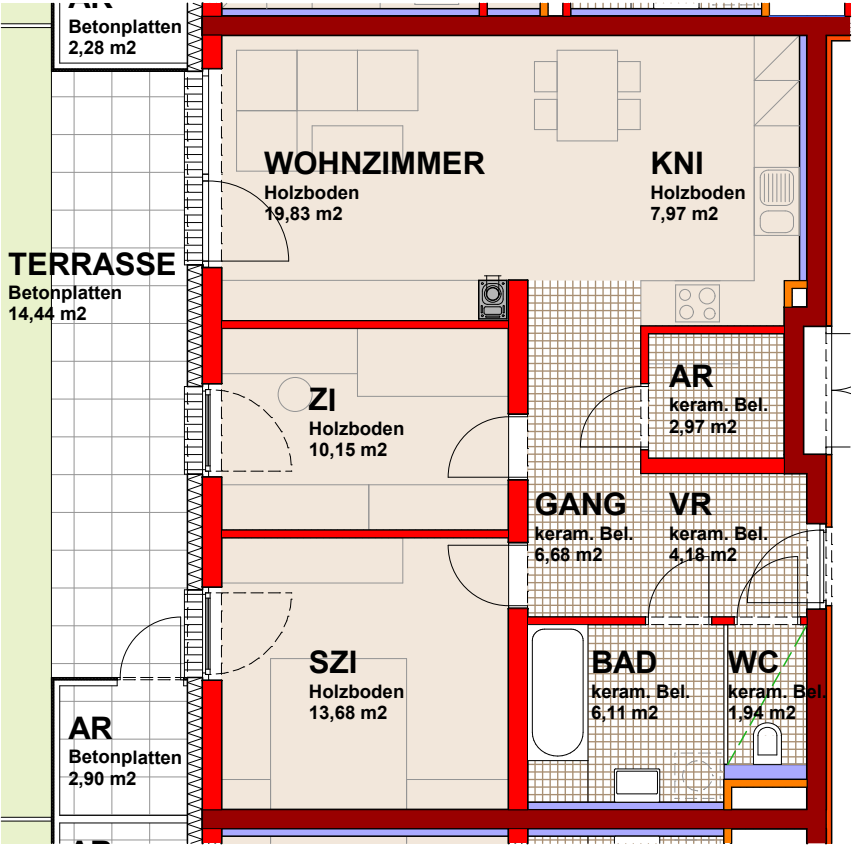 AR
Betonplatten
2,28 m2
WOHNZIMMER
Holzboden
19,83 m2
KNI
Holzboden
7,97 m2
TERRASSE
Betonplatten
14,44 m2
ZI
Holzboden
10,15 m2
AR
keram. Bel.
2,97 m2
GANG
keram. Bel.
6,68 m2
VR
keram. Bel.
4,18 m2
SZI
Holzboden
13,68 m2
BAD
keram. Bel.
6,11 m2
WC
keram. Bel.
1,94 m2
AR
Betonplatten
2,90 m2
AR